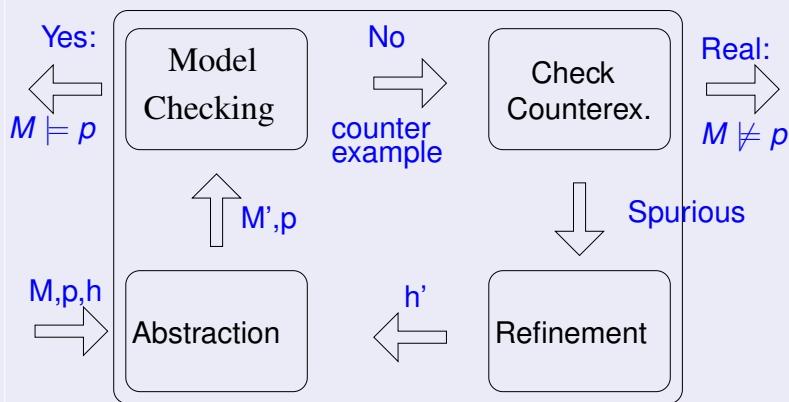 Yes:
M ⊨ p
Model
Checking
No
counter
example
Check
Counterex.
Real:
M ⊭ p
M',p
Spurious
M,p,h
Abstraction
h'
Refinement